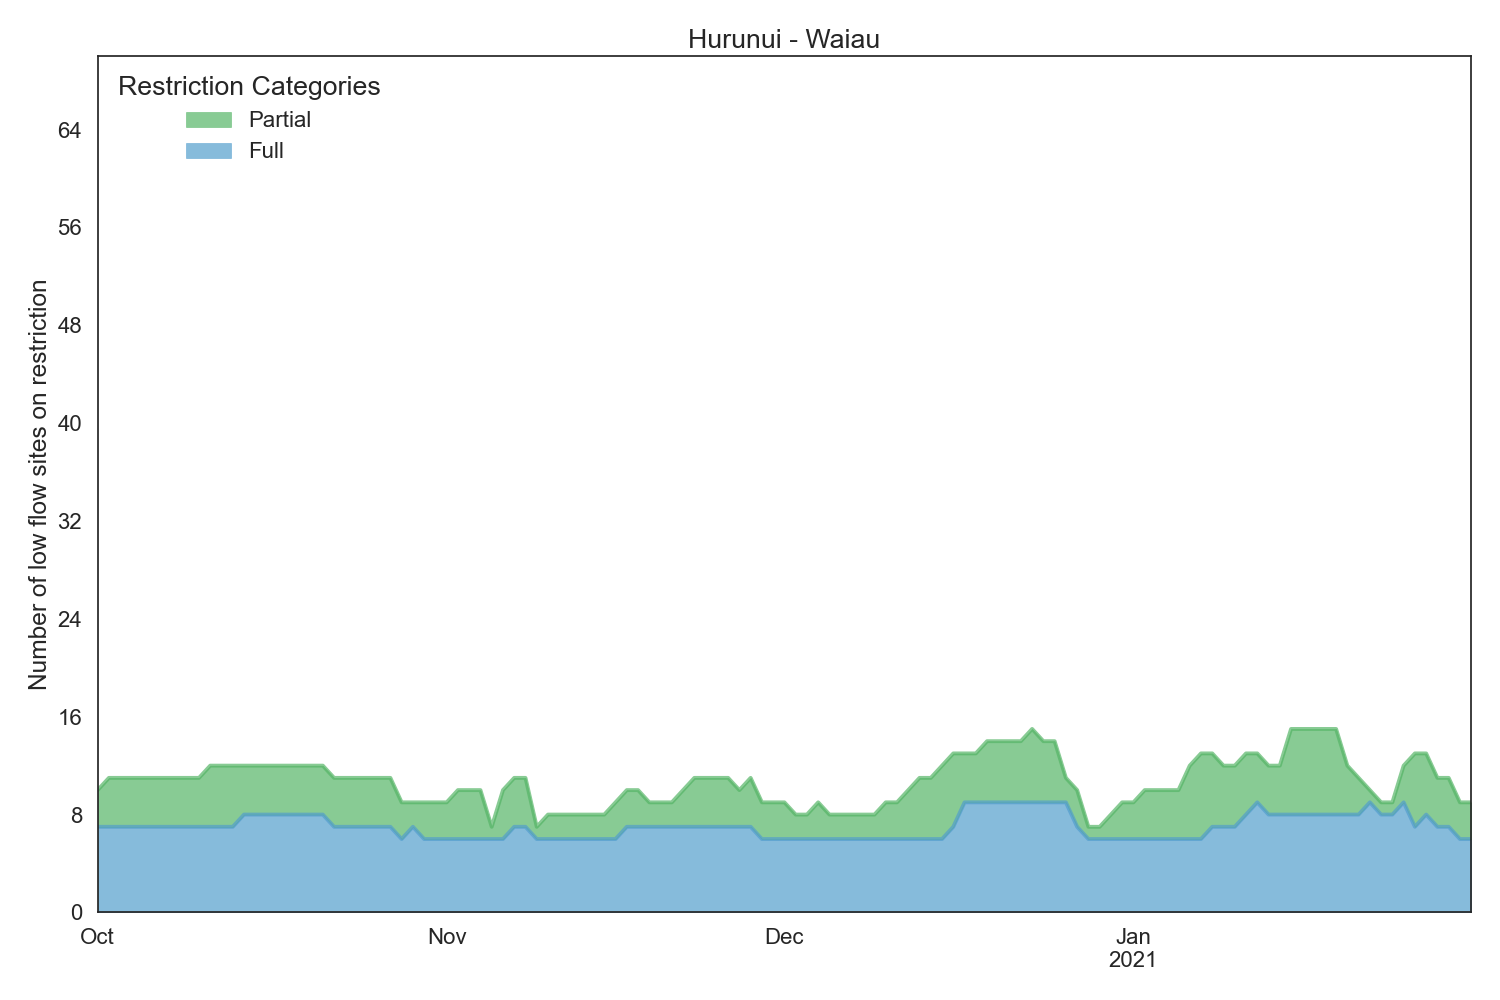 Hurunui - Waiau
Restriction Categories
Partial
Full
Number of low flow sites on restriction
64
56
48
40
32
24
16
8
0
Oct
Nov
Dec
Jan
2021